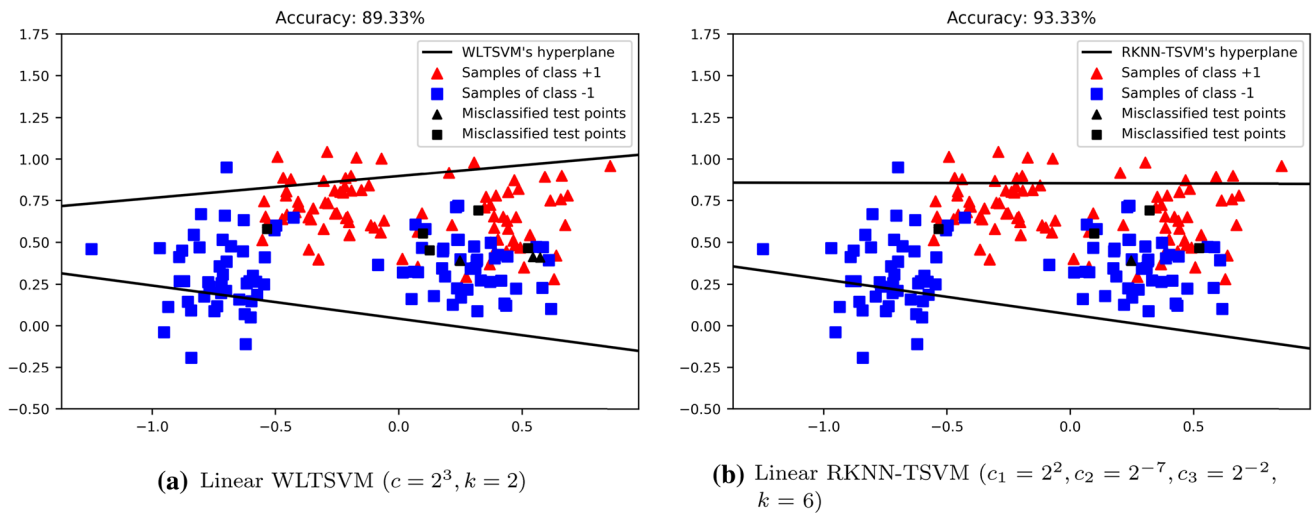 Accuracy: 89.33%
1.75
1.50
1.25
1.00
0.75
0.50
0.25
0.00
−0.25
−0.50
−1.0
−0.5
0.0
0.5
WLTSVM's hyperplane
Samples of class +1
Samples of class -1
Misclassified test points
Misclassified test points
(a) Linear WLTSVM (c = 2³, k = 2)
Accuracy: 93.33%
1.75
1.50
1.25
1.00
0.75
0.50
0.25
0.00
−0.25
−0.50
−1.0
−0.5
0.0
0.5
RKNN-TSVM's hyperplane
Samples of class +1
Samples of class -1
Misclassified test points
Misclassified test points
(b) Linear RKNN-TSVM (c₁ = 2², c₂ = 2⁻⁷, c₃ = 2⁻²,
k = 6)